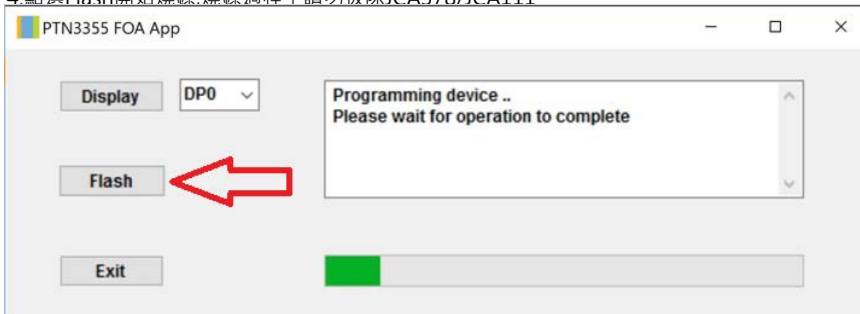 PTN3355 FOA App
Display
DP0
Programming device ..
Please wait for operation to complete
Flash
Exit